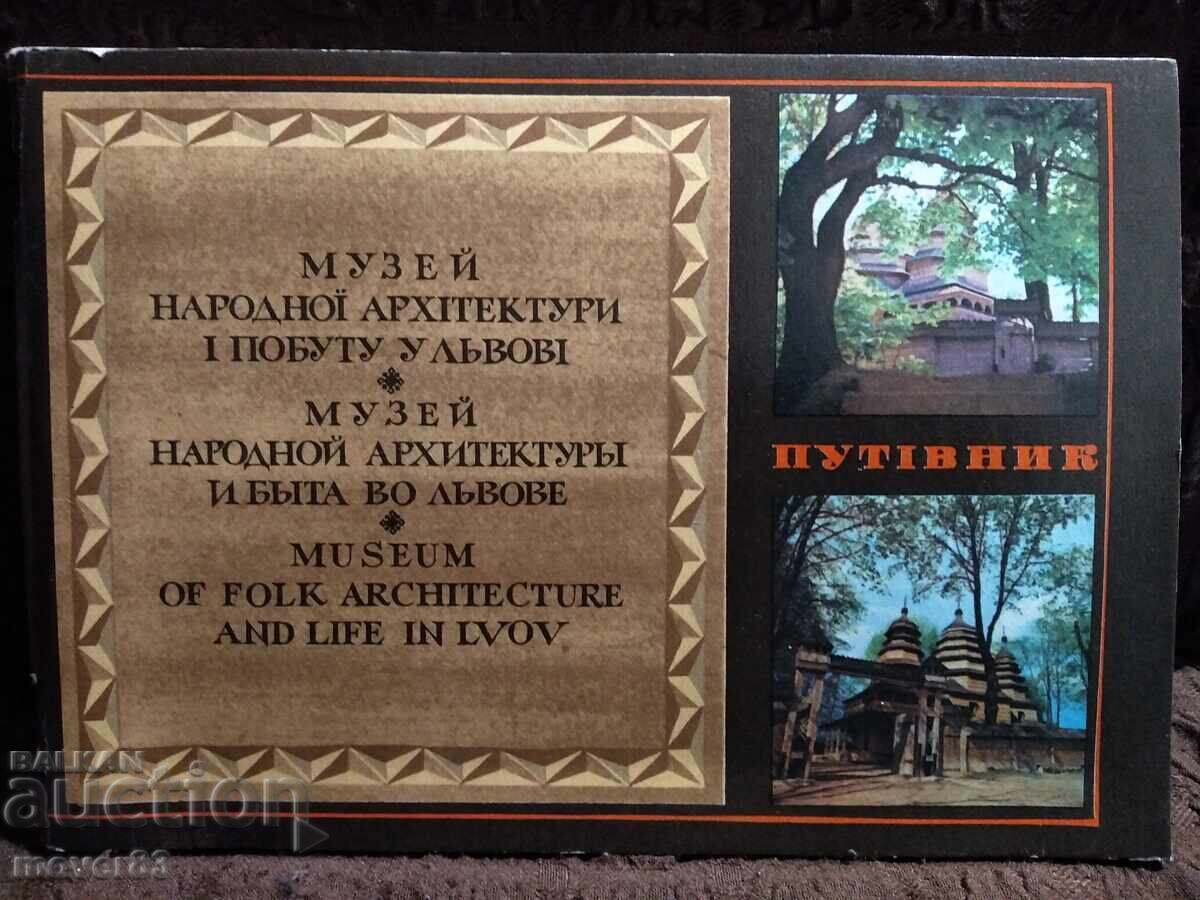 МУЗЕЙ
НАРОДНОЇ АРХІТЕКТУРИ
І ПОБУТУ У ЛЬВОВІ
МУЗЕЙ
НАРОДНОЙ АРХИТЕКТУРЫ
И БЫТА ВО ЛЬВОВЕ
MUSEUM
OF FOLK ARCHITECTURE
AND LIFE IN LVOV
ПУТІВНИК
BALKAN
auction
mover83